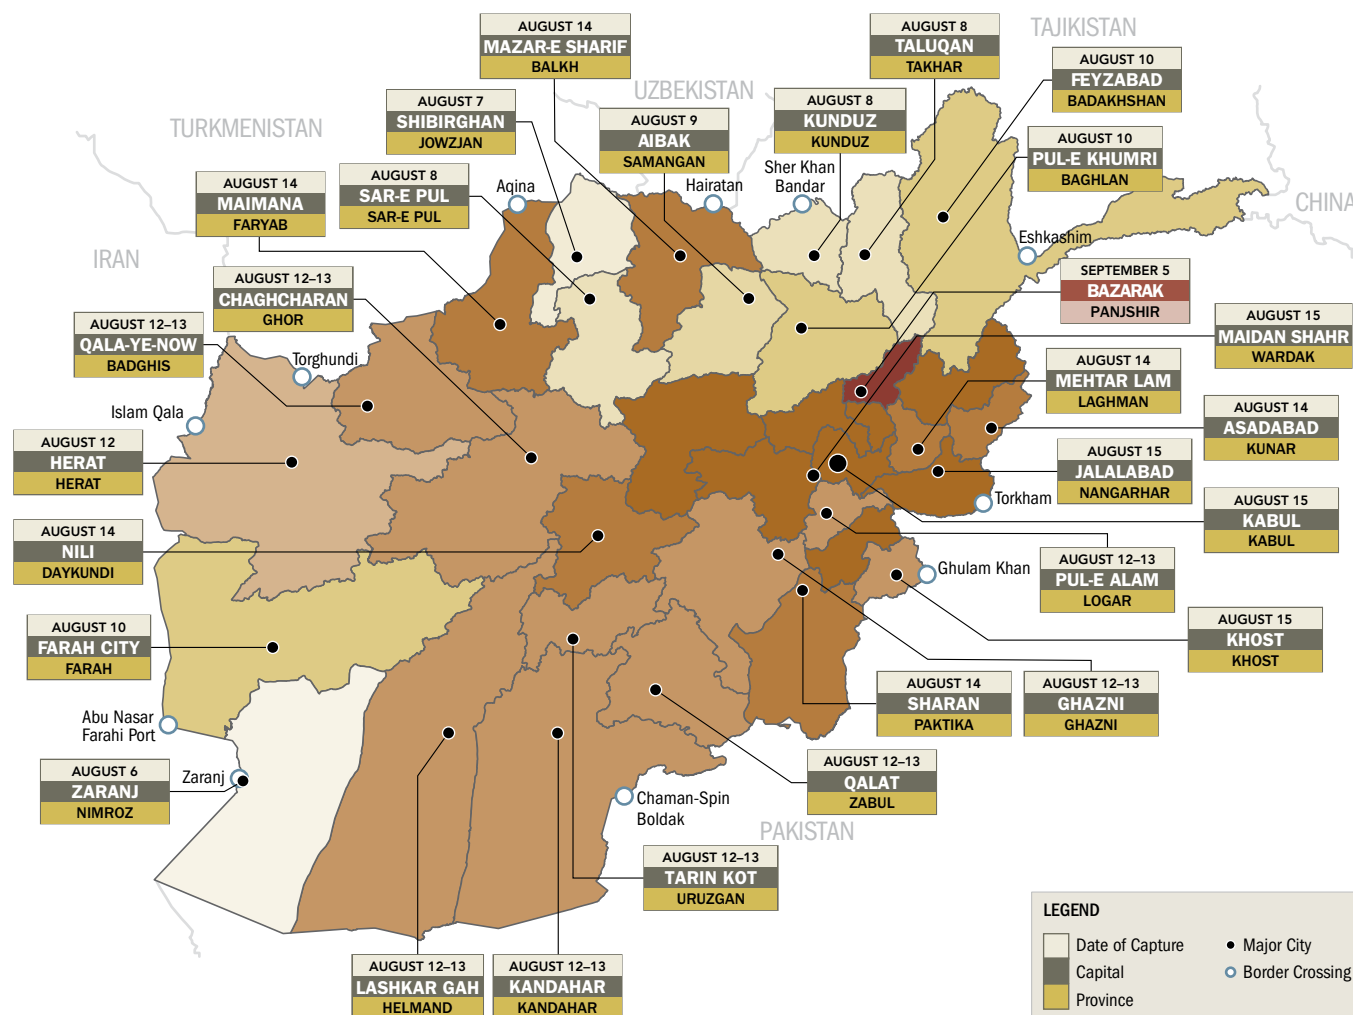 AUGUST 14
MAZAR-E SHARIF
BALKH
AUGUST 8
TALUQAN
TAKHAR
TAJIKISTAN
AUGUST 10
FEYZABAD
BADAKHSHAN
UZBEKISTAN
AUGUST 7
SHIBIRGHAN
JOWZJAN
AUGUST 8
KUNDUZ
KUNDUZ
TURKMENISTAN
AUGUST 9
AIBAK
SAMANGAN
AUGUST 10
PUL-E KHUMRI
BAGHLAN
AUGUST 14
MAIMANA
FARYAB
AUGUST 8
SAR-E PUL
SAR-E PUL
Aqina
Hairatan
Sher Khan
Bandar
CHINA
Eshkashim
IRAN
AUGUST 12–13
CHAGHCHARAN
GHOR
SEPTEMBER 5
BAZARAK
PANJSHIR
AUGUST 12–13
QALA-YE-NOW
BADGHIS
AUGUST 15
MAIDAN SHAHR
WARDAK
Torghundi
AUGUST 14
MEHTAR LAM
LAGHMAN
Islam Qala
AUGUST 14
ASADABAD
KUNAR
AUGUST 12
HERAT
HERAT
AUGUST 15
JALALABAD
NANGARHAR
Torkham
AUGUST 15
KABUL
KABUL
AUGUST 14
NILI
DAYKUNDI
AUGUST 12–13
PUL-E ALAM
LOGAR
Ghulam Khan
AUGUST 15
KHOST
KHOST
AUGUST 10
FARAH CITY
FARAH
AUGUST 14
SHARAN
PAKTIKA
AUGUST 12–13
GHAZNI
GHAZNI
Abu Nasar
Farahi Port
AUGUST 6
ZARANJ
NIMROZ
Zaranj
AUGUST 12–13
QALAT
ZABUL
Chaman-Spin
Boldak
PAKISTAN
AUGUST 12–13
TARIN KOT
URUZGAN
AUGUST 12–13
LASHKAR GAH
HELMAND
AUGUST 12–13
KANDAHAR
KANDAHAR
LEGEND
Date of Capture
Capital
Province
Major City
Border Crossing